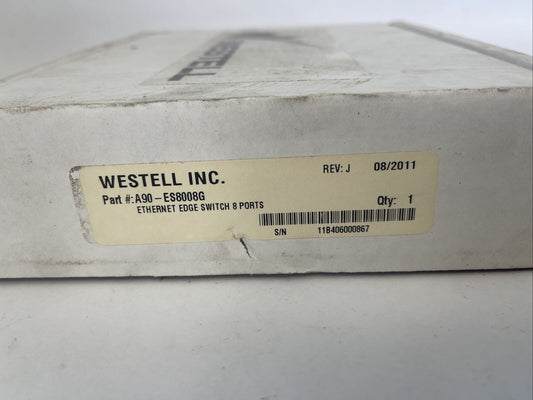 WESTELL INC.
REV: J 08/2011
Part #:A90-ES8008G
Qty: 1
ETHERNET EDGE SWITCH 8 PORTS
S/N 11B406000867